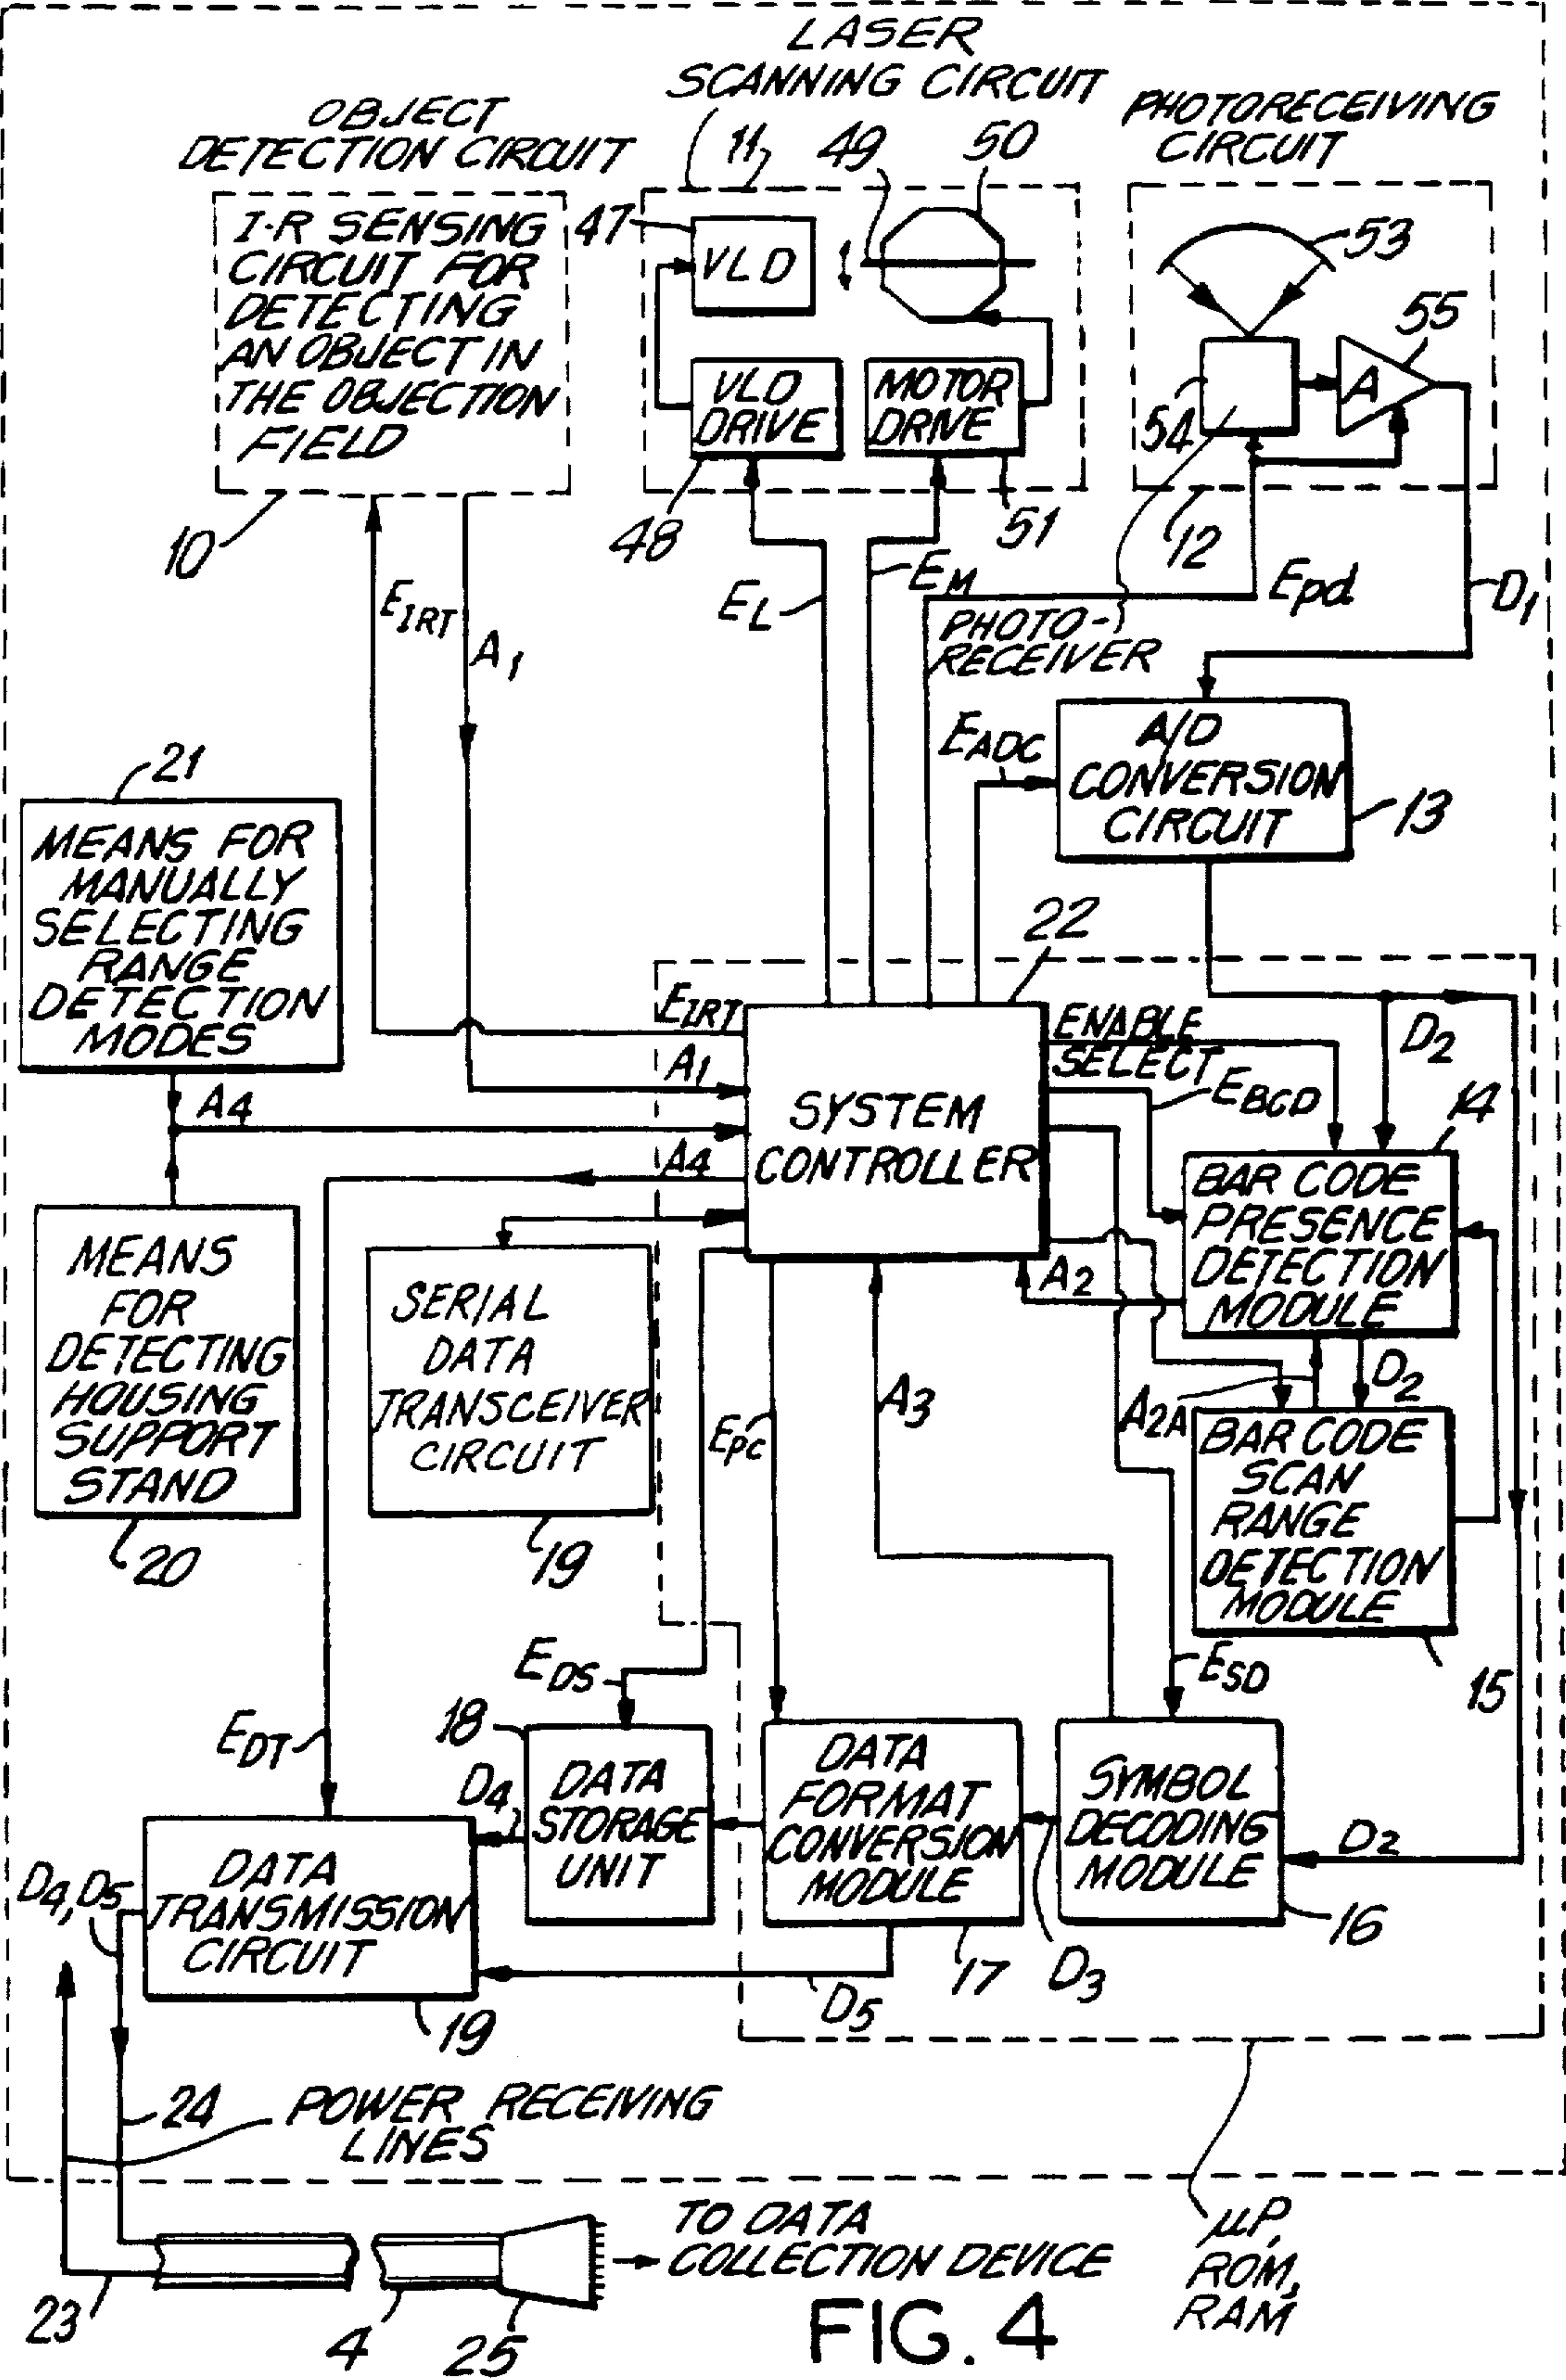 LASER
SCANNING CIRCUIT
OBJECT
DETECTION CIRCUIT
PHOTORECEIVING
CIRCUIT
11
49
50
I-R SENSING
CIRCUIT FOR
DETECTING
AN OBJECT IN
THE OBJECTION
FIELD
10
47
VLD
VLD
DRIVE
48
MOTOR
DRIVE
51
53
54
A
55
12
EIRT
A1
EL
EM
Epd
D1
PHOTO-
RECEIVER
EADC
A/D
CONVERSION
CIRCUIT
13
21
MEANS FOR
MANUALLY
SELECTING
RANGE
DETECTION
MODES
A4
22
EIRT
A1
A4
SYSTEM
CONTROLLER
ENABLE
SELECT
EBCD
D2
14
BAR CODE
PRESENCE
DETECTION
MODULE
A2
MEANS
FOR
DETECTING
HOUSING
SUPPORT
STAND
20
SERIAL
DATA
TRANSCEIVER
CIRCUIT
19
EPC
A3
A2A
D2
BAR CODE
SCAN
RANGE
DETECTION
MODULE
15
EDS
ESD
EDT
18
D4
DATA
STORAGE
UNIT
DATA
FORMAT
CONVERSION
MODULE
17
SYMBOL
DECODING
MODULE
16
D2
D3
D4, D5
DATA
TRANSMISSION
CIRCUIT
19
D5
24
POWER RECEIVING
LINES
μP,
ROM,
RAM
TO DATA
COLLECTION DEVICE
23
4
25
FIG. 4